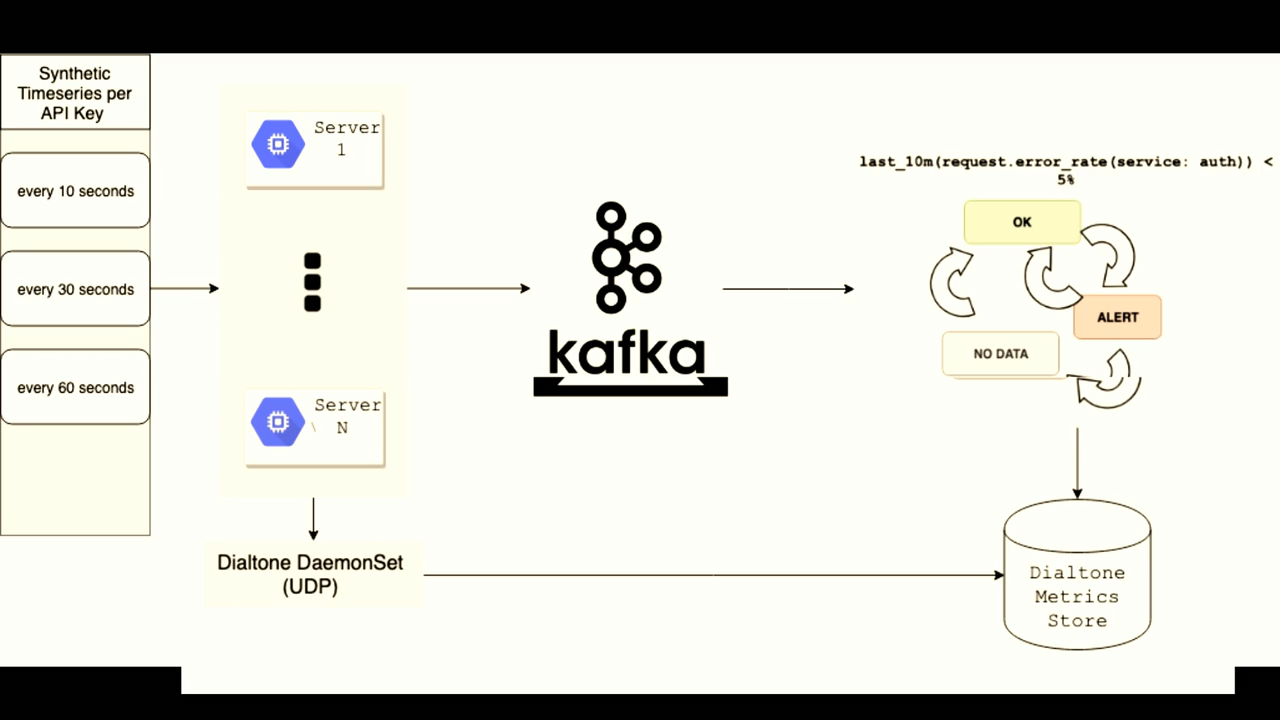 Synthetic
Timeseries per
API Key
every 10 seconds
every 30 seconds
every 60 seconds
Server
1
Server
N
Dialtone DaemonSet
(UDP)
kafka
last_10m(request.error_rate(service: auth)) <
5%
OK
ALERT
NO DATA
Dialtone
Metrics
Store